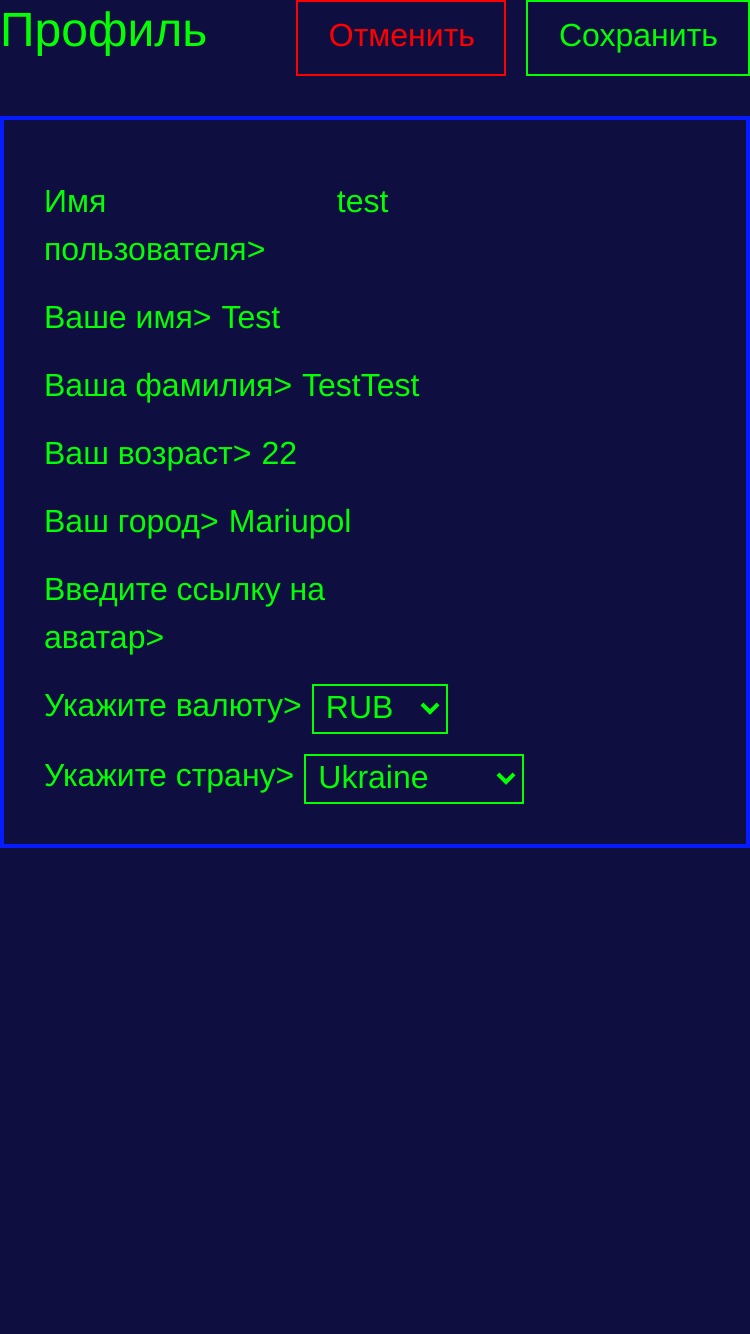 Профиль Отменить Сохранить
Имя test
пользователя>
Ваше имя> Test
Ваша фамилия> TestTest
Ваш возраст> 22
Ваш город> Mariupol
Введите ссылку на
аватар>
Укажите валюту> RUB
Укажите страну> Ukraine